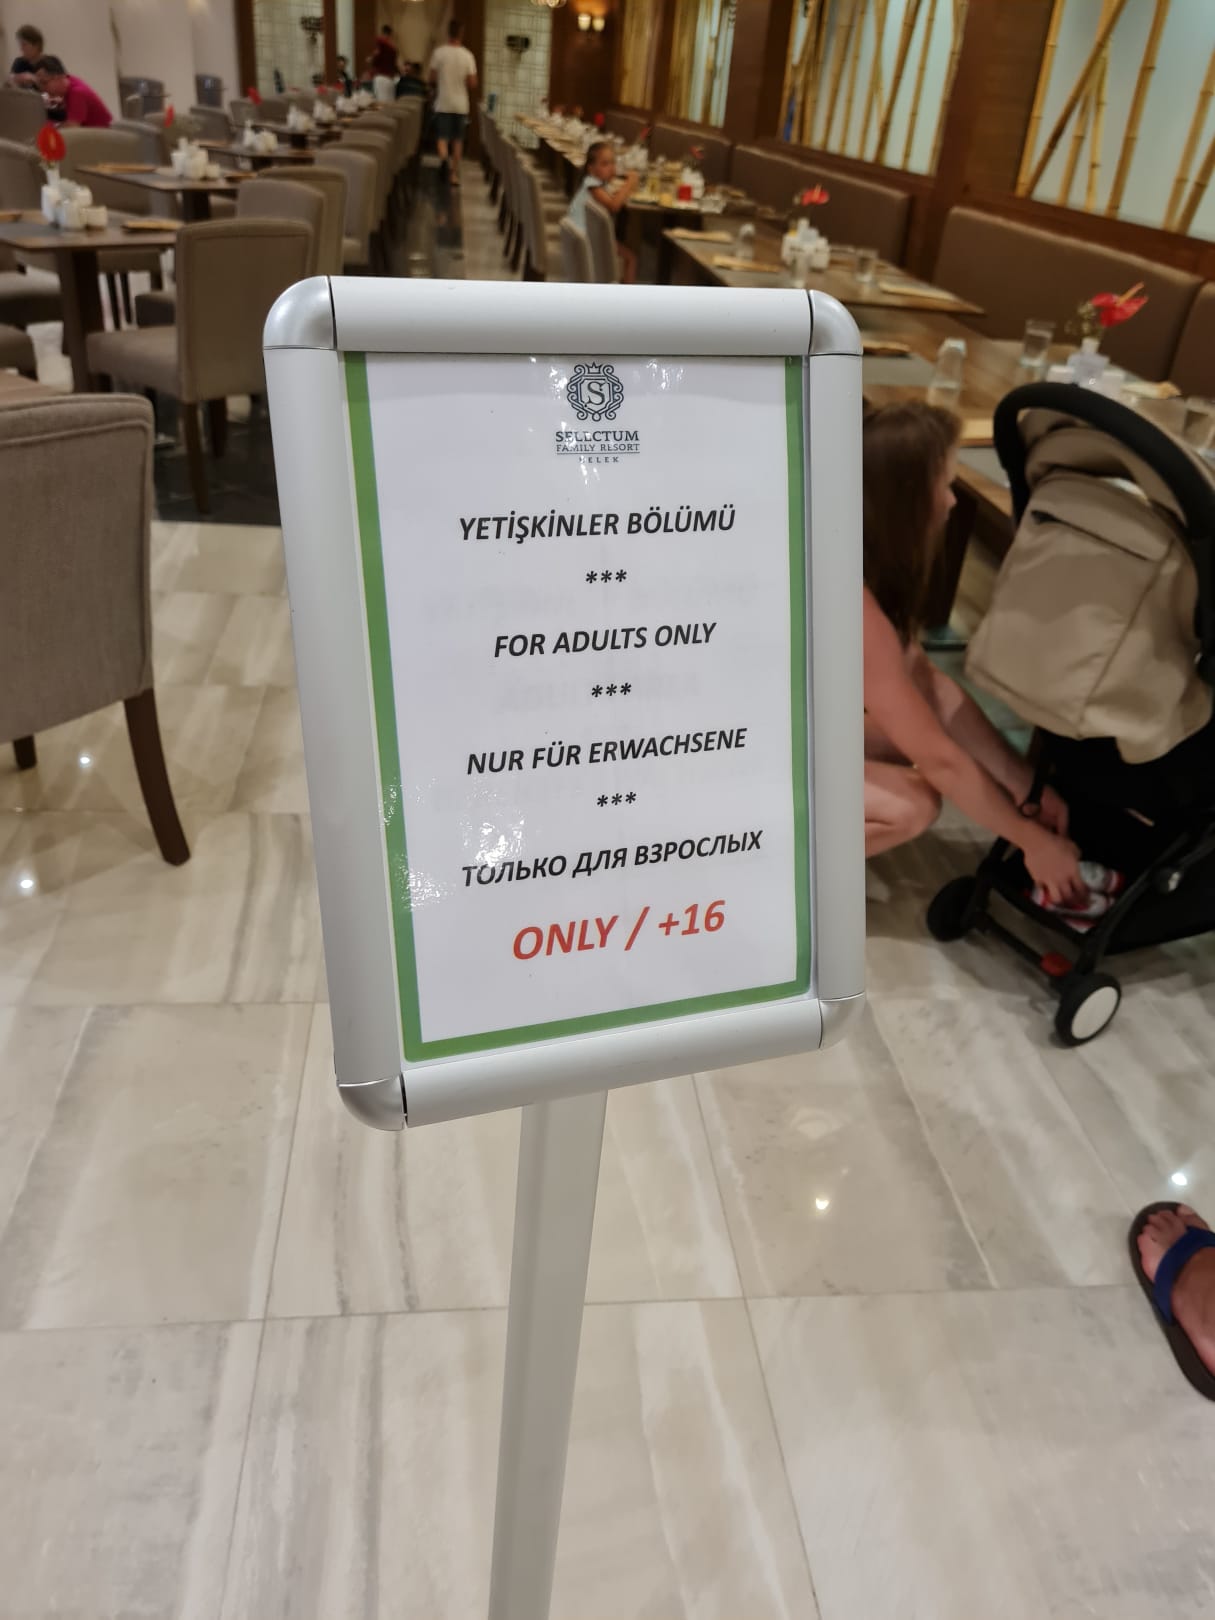 S
SELECTUM
FAMILY RESORT
BELEK
YETİŞKİNLER BÖLÜMÜ
***
FOR ADULTS ONLY
***
NUR FÜR ERWACHSENE
***
ТОЛЬКО ДЛЯ ВЗРОСЛЫХ
ONLY / +16